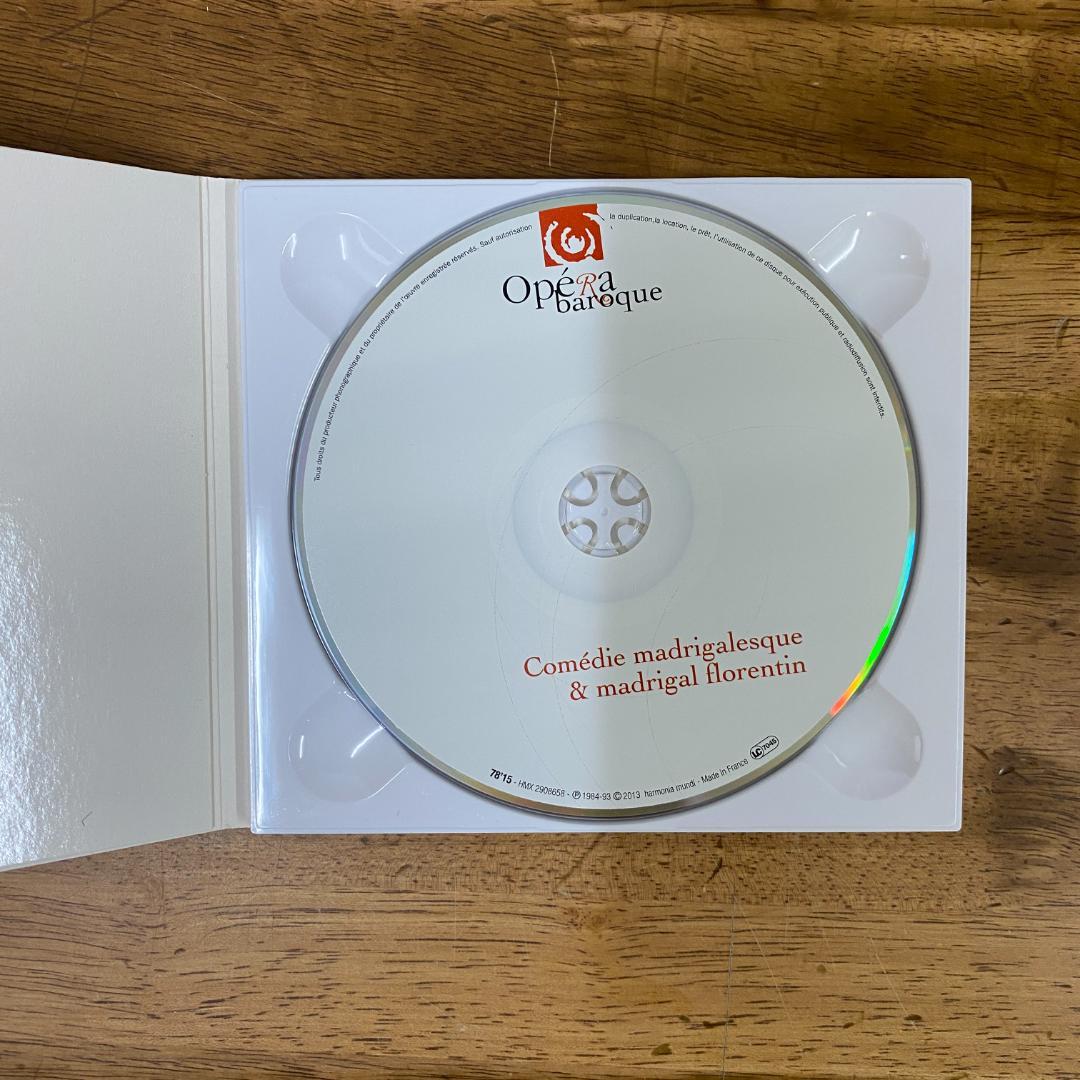 Tous droits du producteur phonographique et du propriétaire de l'œuvre enregistrée réservés. Sauf autorisation la duplication,la location, le prêt, l'utilisation de ce disque pour exécution publique et radiodiffusion sont interdits.
OpéRa
baroque
Comédie madrigalesque
& madrigal florentin
78'15 - HMX 2908658 - ℗ 1984-93 © 2013 harmonia mundi - Made in France LC 7045